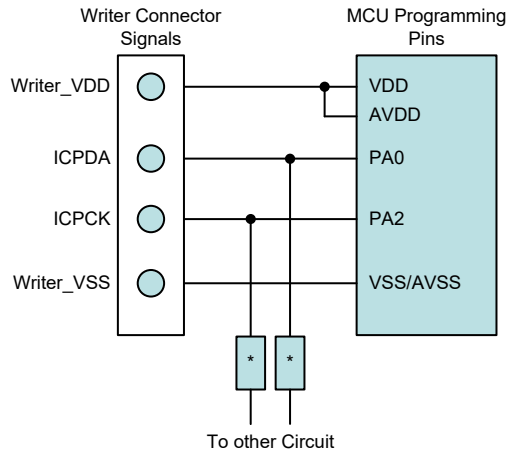 Writer Connector
Signals
MCU Programming
Pins
Writer_VDD
VDD
AVDD
ICPDA
PA0
ICPCK
PA2
Writer_VSS
VSS/AVSS
*
*
To other Circuit